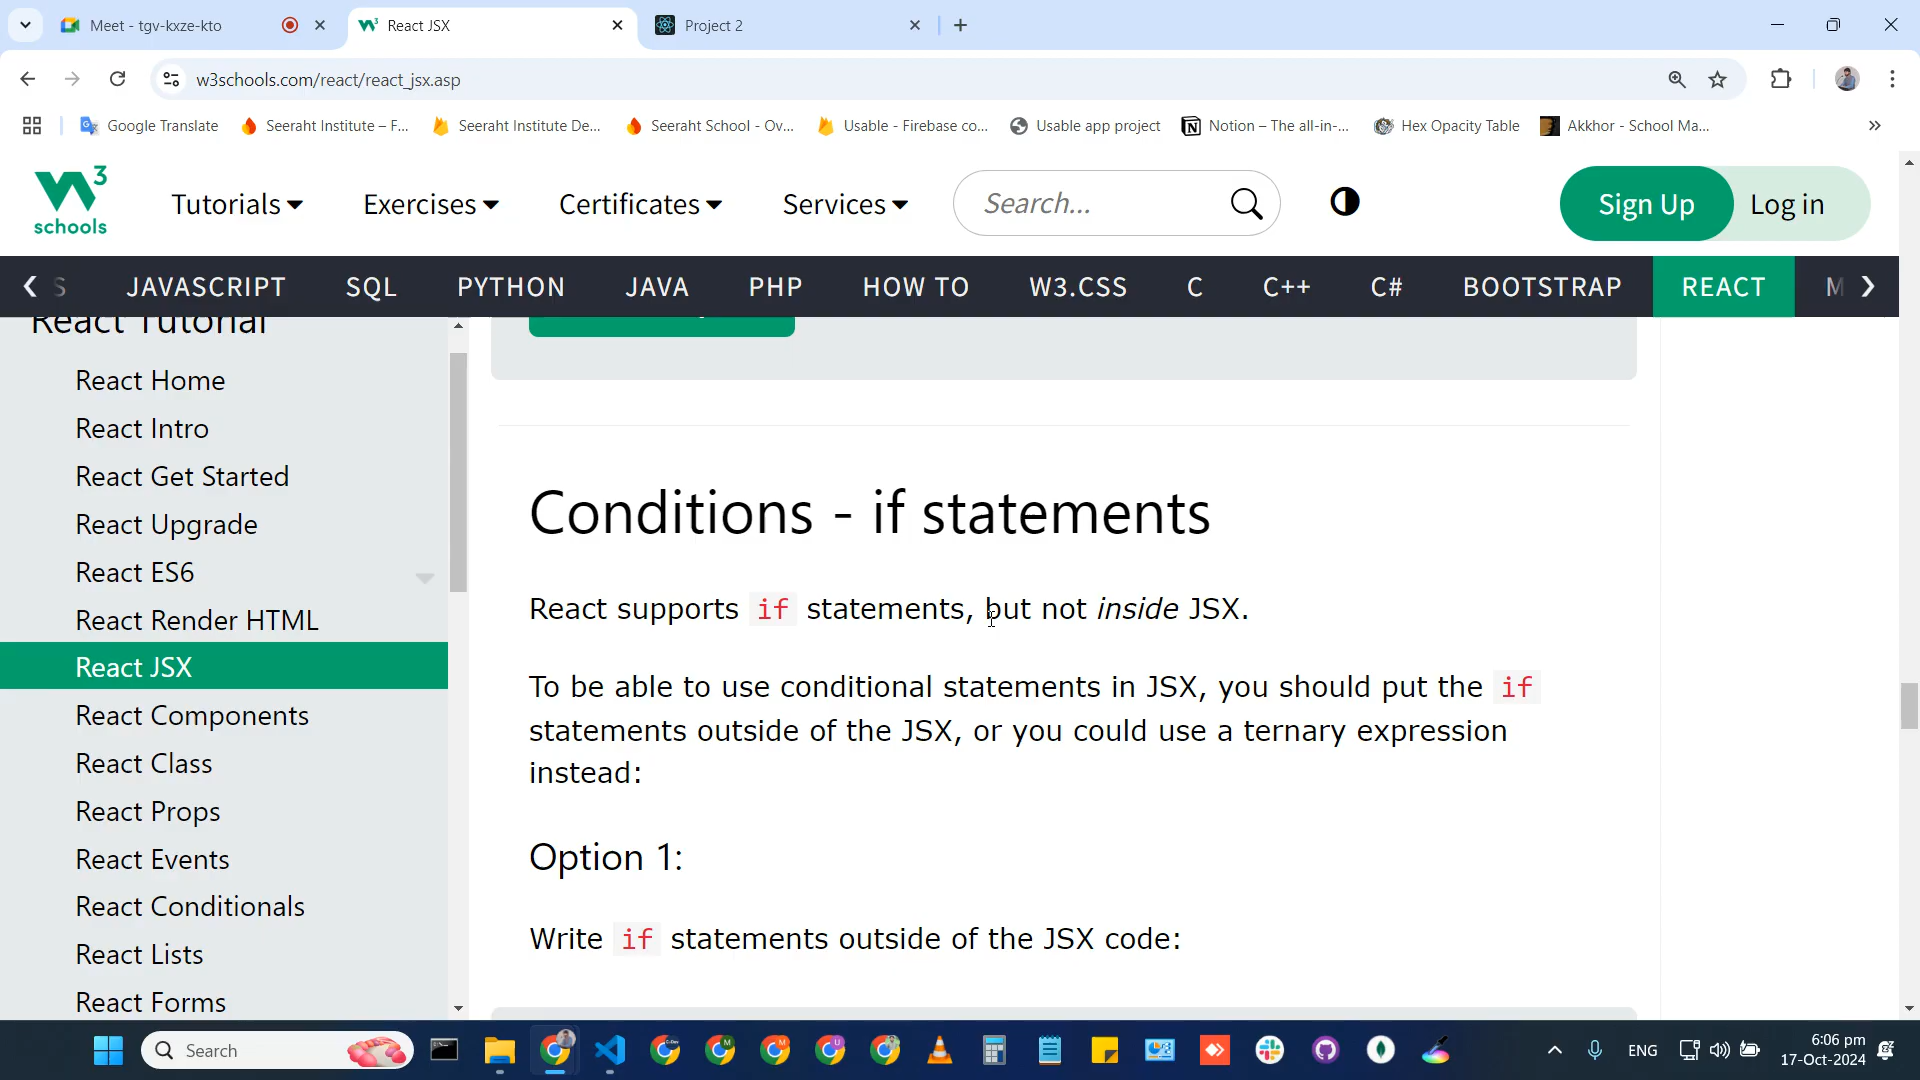 Meet - tgv-kxze-kto
React JSX
Project 2
w3schools.com/react/react_jsx.asp
Google Translate
Seeraht Institute – F...
Seeraht Institute De...
Seeraht School - Ov...
Usable - Firebase co...
Usable app project
Notion – The all-in-...
Hex Opacity Table
Akkhor - School Ma...
»
W3 schools
Tutorials
Exercises
Certificates
Services
Search...
Sign Up
Log in
S
JAVASCRIPT
SQL
PYTHON
JAVA
PHP
HOW TO
W3.CSS
C
C++
C#
BOOTSTRAP
REACT
M
React Tutorial
React Home
React Intro
React Get Started
React Upgrade
React ES6
React Render HTML
React JSX
React Components
React Class
React Props
React Events
React Conditionals
React Lists
React Forms
Conditions - if statements
React supports if statements, but not inside JSX.
To be able to use conditional statements in JSX, you should put the if
statements outside of the JSX, or you could use a ternary expression
instead:
Option 1:
Write if statements outside of the JSX code:
Search
ENG
6:06 pm
17-Oct-2024